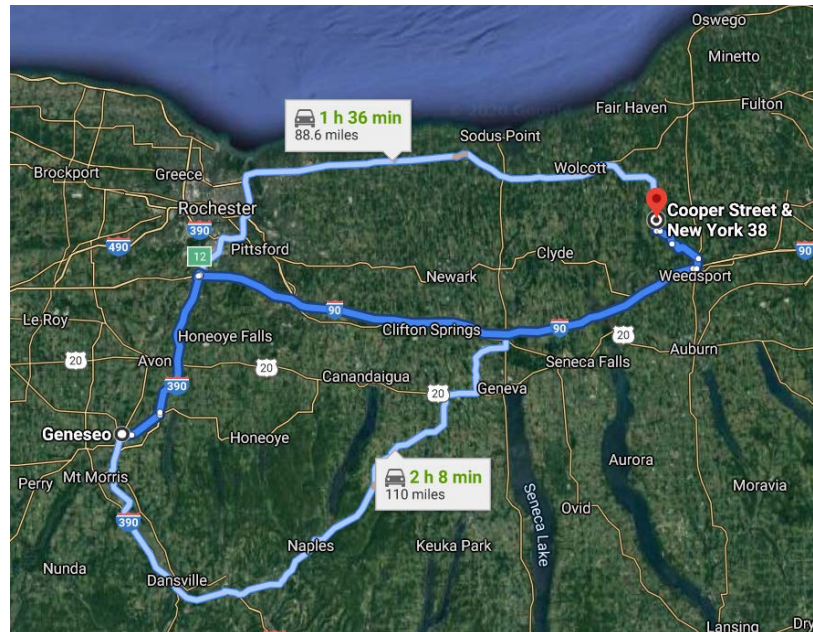 Oswego
Minetto
Fair Haven
Fulton
1 h 36 min
88.6 miles
Sodus Point
Wolcott
Brockport
Greece
Rochester
390
490
12
Pittsford
Cooper Street &
New York 38
90
Clyde
Newark
Weedsport
90
90
Le Roy
Honeoye Falls
Clifton Springs
20
20
Avon
20
Auburn
Seneca Falls
390
Canandaigua
20
Geneva
Geneseo
Honeoye
Perry
Mt Morris
2 h 8 min
110 miles
Aurora
Moravia
390
Seneca Lake
Ovid
Naples
Keuka Park
Nunda
Dansville
Lansing
Dry